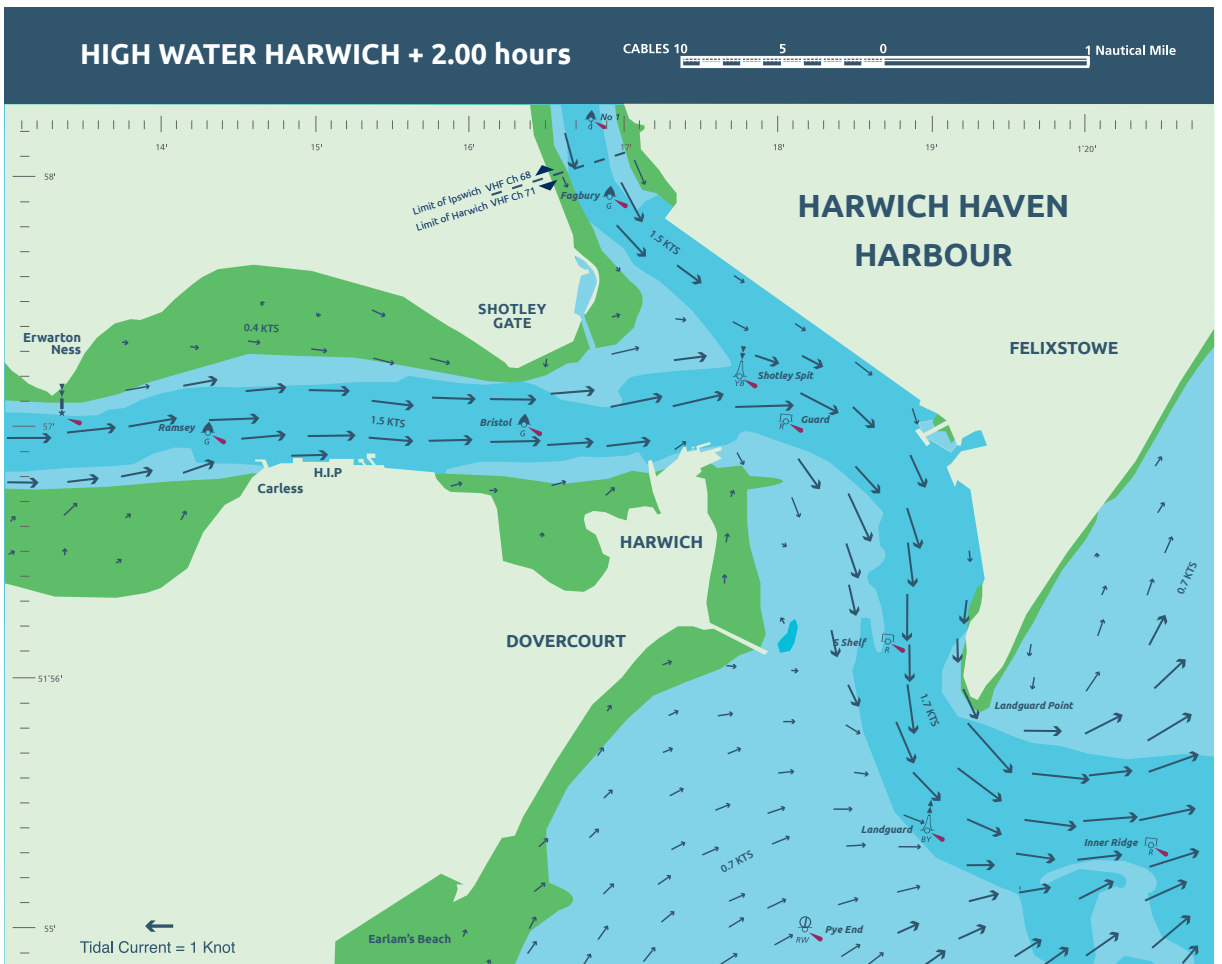 HIGH WATER HARWICH + 2.00 hours
CABLES 10 5 0 1 Nautical Mile
No 1
G
14' 15' 16' 17' 18' 19' 1°20'
58'
Limit of Ipswich VHF Ch 68
Limit of Harwich VHF Ch 71
Fagbury
G
HARWICH HAVEN
HARBOUR
1.5 KTS
SHOTLEY
GATE
0.4 KTS
Erwarton
Ness
FELIXSTOWE
Shotley Spit
YB
57'
Ramsey
G
1.5 KTS
Bristol
G
Guard
R
H.I.P
Carless
HARWICH
0.7 KTS
DOVERCOURT
S Shelf
R
51°56'
1.7 KTS
Landguard Point
Landguard
BY
Inner Ridge
R
0.7 KTS
55'
Earlam's Beach
Pye End
RW
Tidal Current = 1 Knot